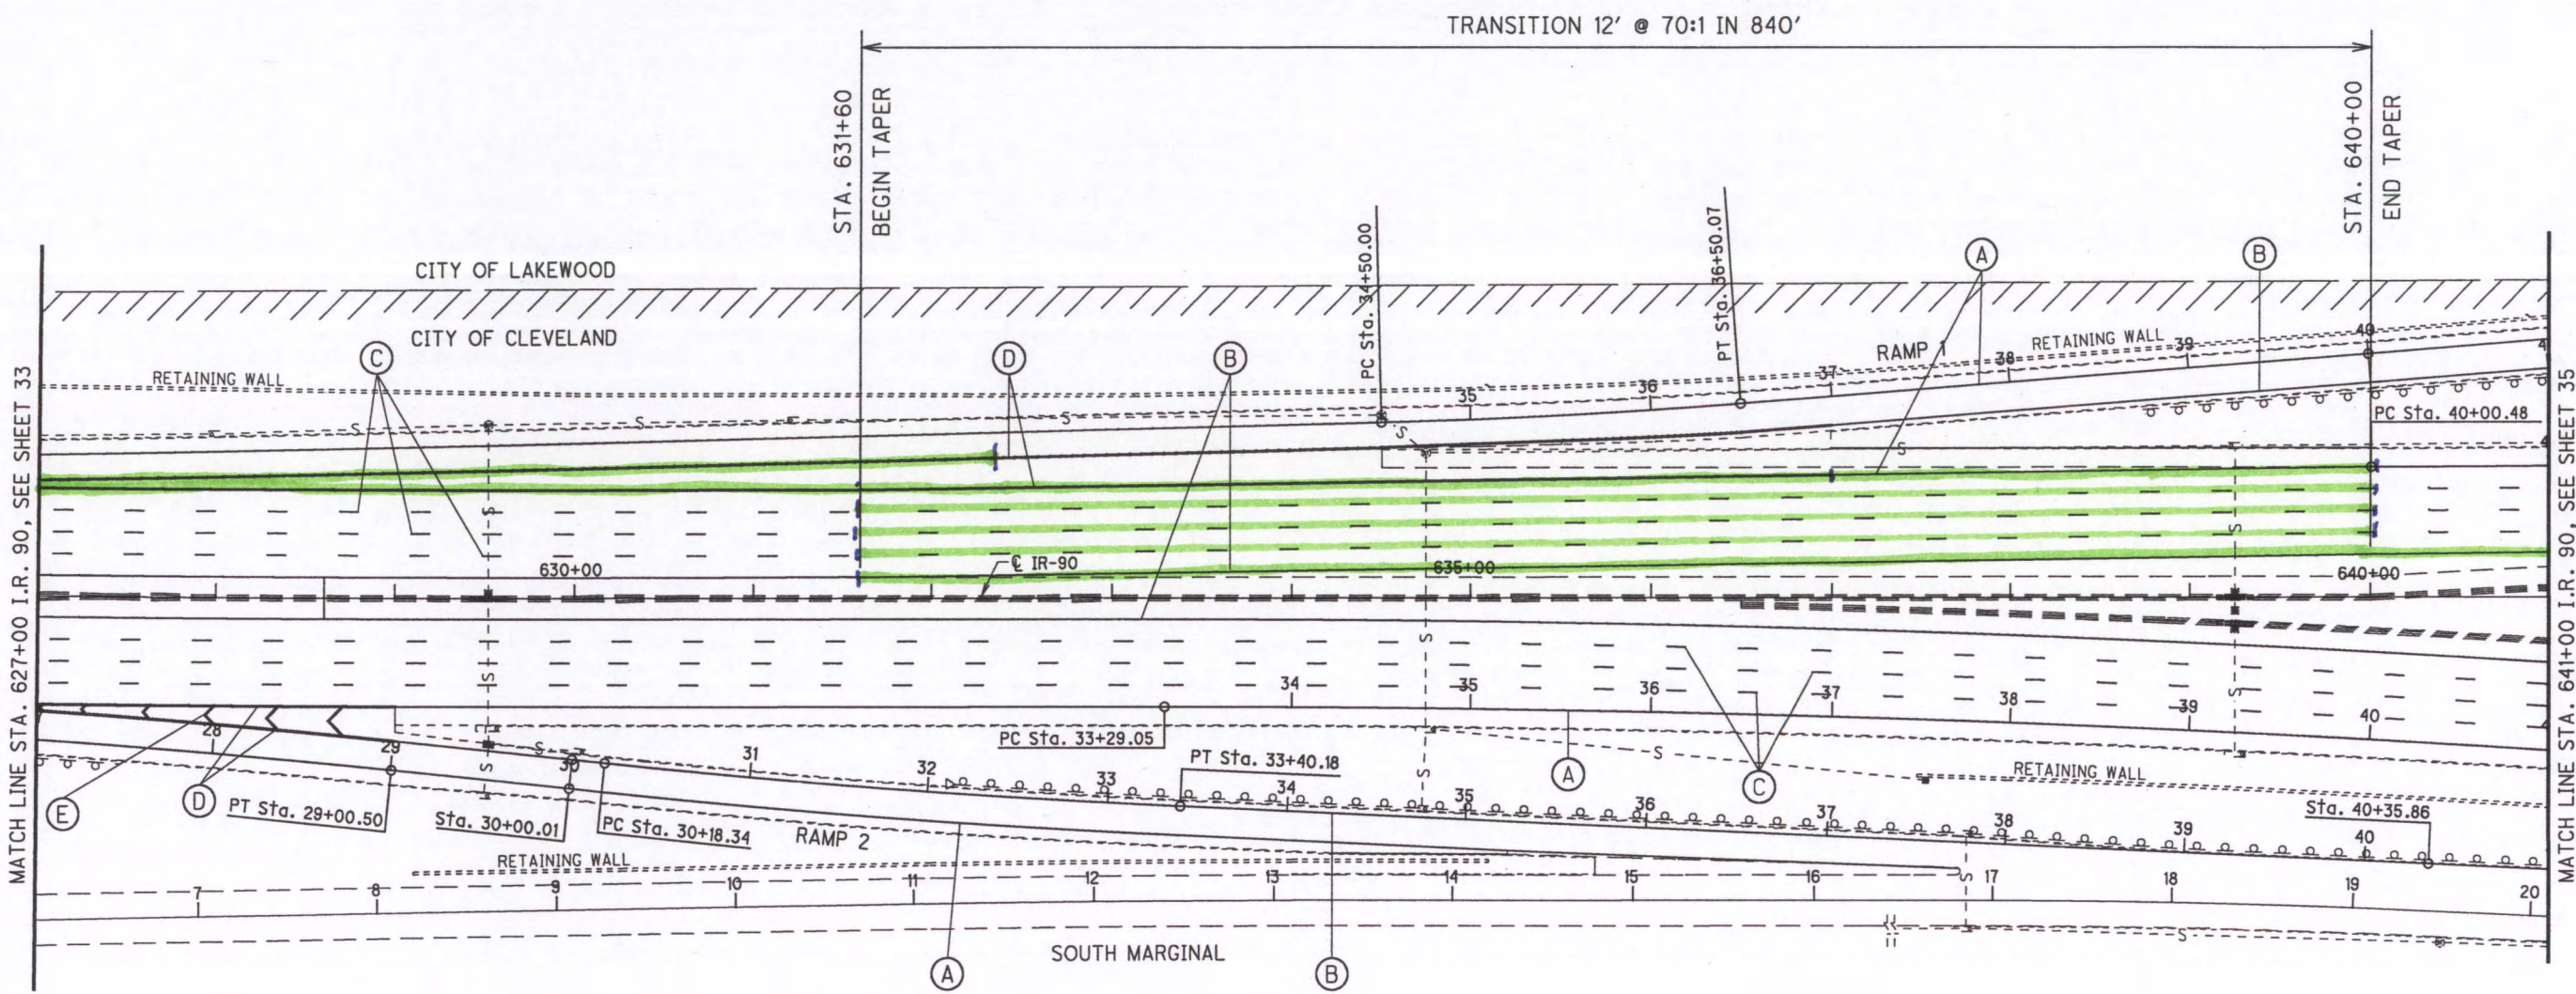 TRANSITION 12' @ 70:1 IN 840'
STA. 631+60
BEGIN TAPER
STA. 640+00
END TAPER
PC Sta. 34+50.00
PT Sta. 36+50.07
A
B
CITY OF LAKEWOOD
CITY OF CLEVELAND
C
D
B
RETAINING WALL
RAMP 1
RETAINING WALL
35
36
37
38
39
40
PC Sta. 40+00.48
S
S
S
S
S
S
S
MATCH LINE STA. 627+00 I.R. 90, SEE SHEET 33
MATCH LINE STA. 641+00 I.R. 90, SEE SHEET 35
630+00
℄ IR-90
635+00
640+00
S
S
S
34
35
36
37
38
39
40
PC Sta. 33+29.05
28
29
30
31
32
33
34
35
36
37
38
39
40
S
S
S
S
E
D
PT Sta. 29+00.50
Sta. 30+00.01
PC Sta. 30+18.34
RAMP 2
PT Sta. 33+40.18
A
C
RETAINING WALL
Sta. 40+35.86
RETAINING WALL
7
8
9
10
11
12
13
14
15
16
17
18
19
20
S
S
SOUTH MARGINAL
A
B